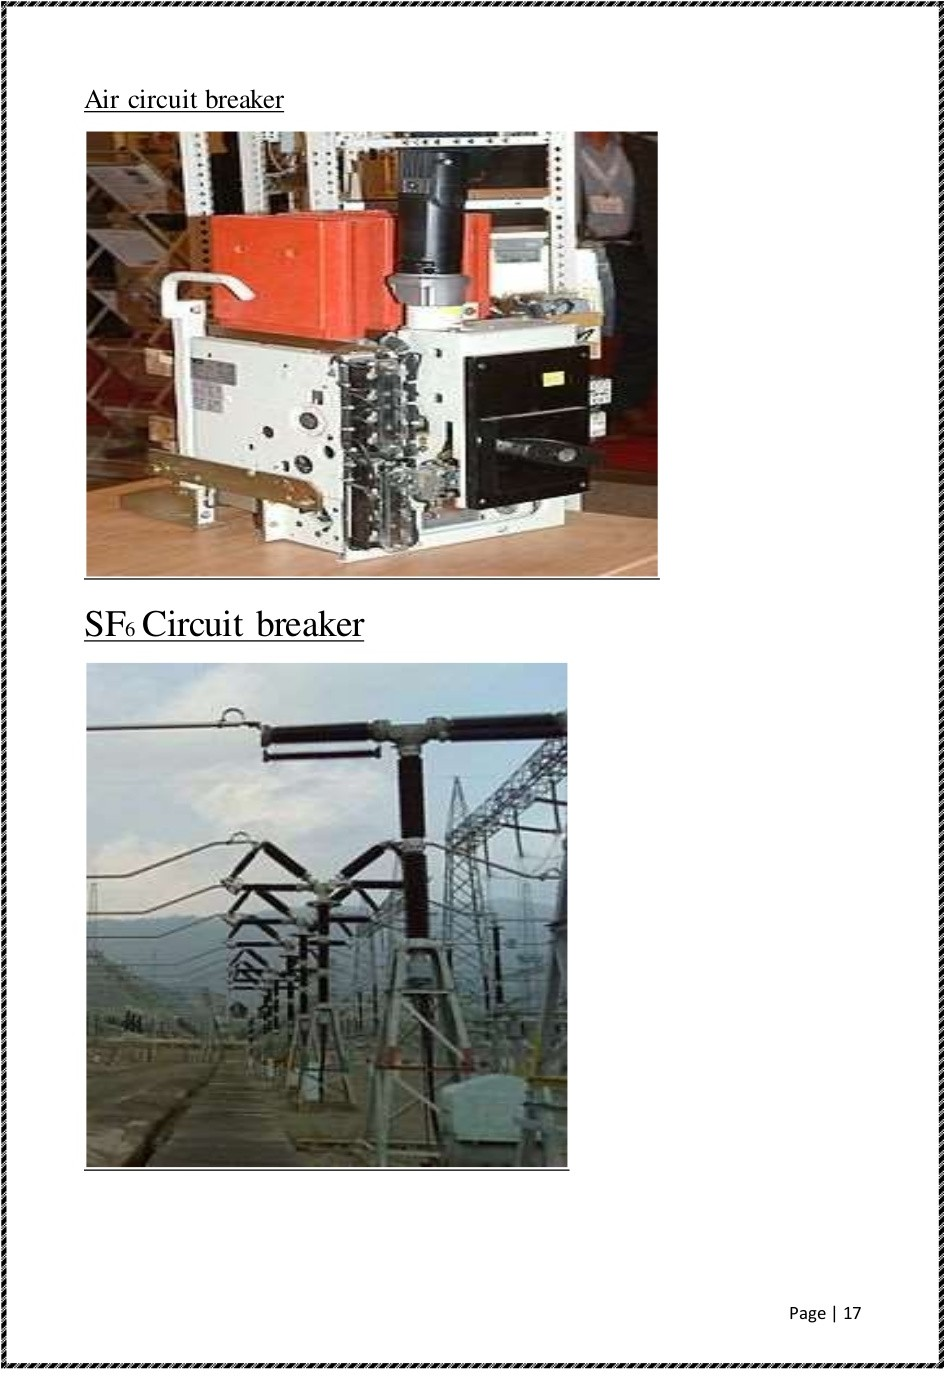 Air circuit breaker
SF₆ Circuit breaker
Page | 17